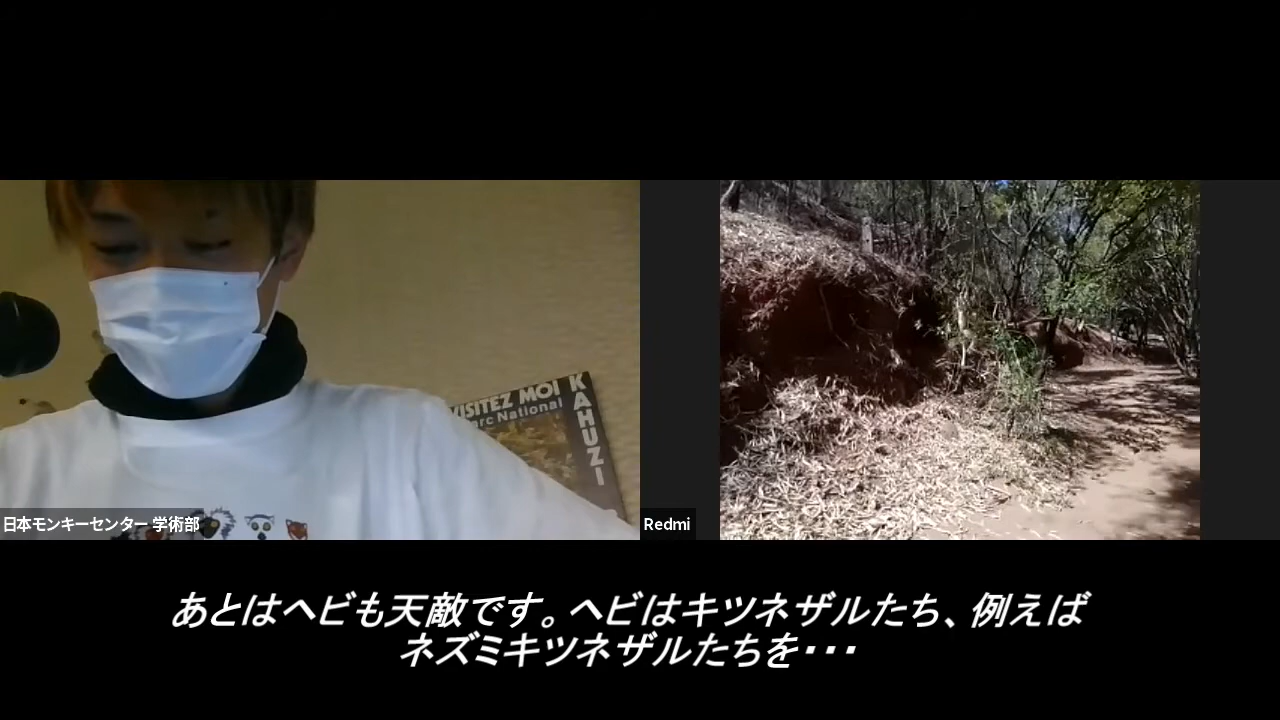 VISITEZ MOI
Parc National
KAHUZI
日本モンキーセンター 学術部
Redmi
あとはヘビも天敵です。ヘビはキツネザルたち、例えば
ネズミキツネザルたちを・・・